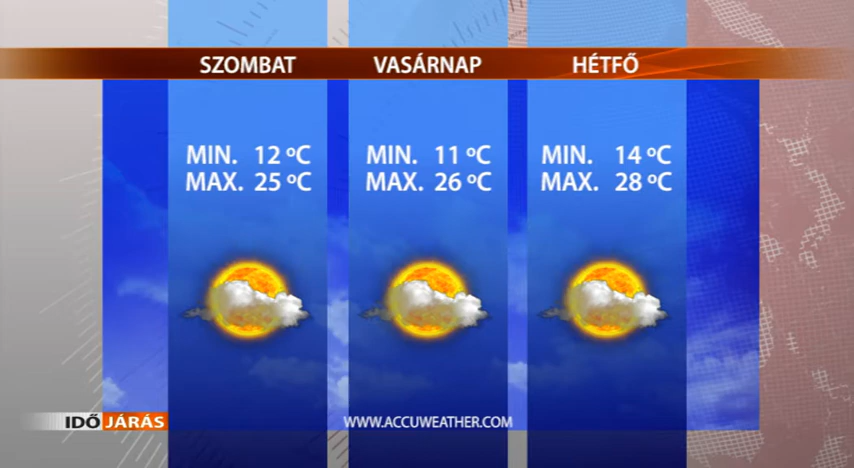 SZOMBAT VASÁRNAP HÉTFŐ
MIN. 12 ºC MIN. 11 ºC MIN. 14 ºC
MAX. 25 ºC MAX. 26 ºC MAX. 28 ºC
IDŐJÁRÁS WWW.ACCUWEATHER.COM